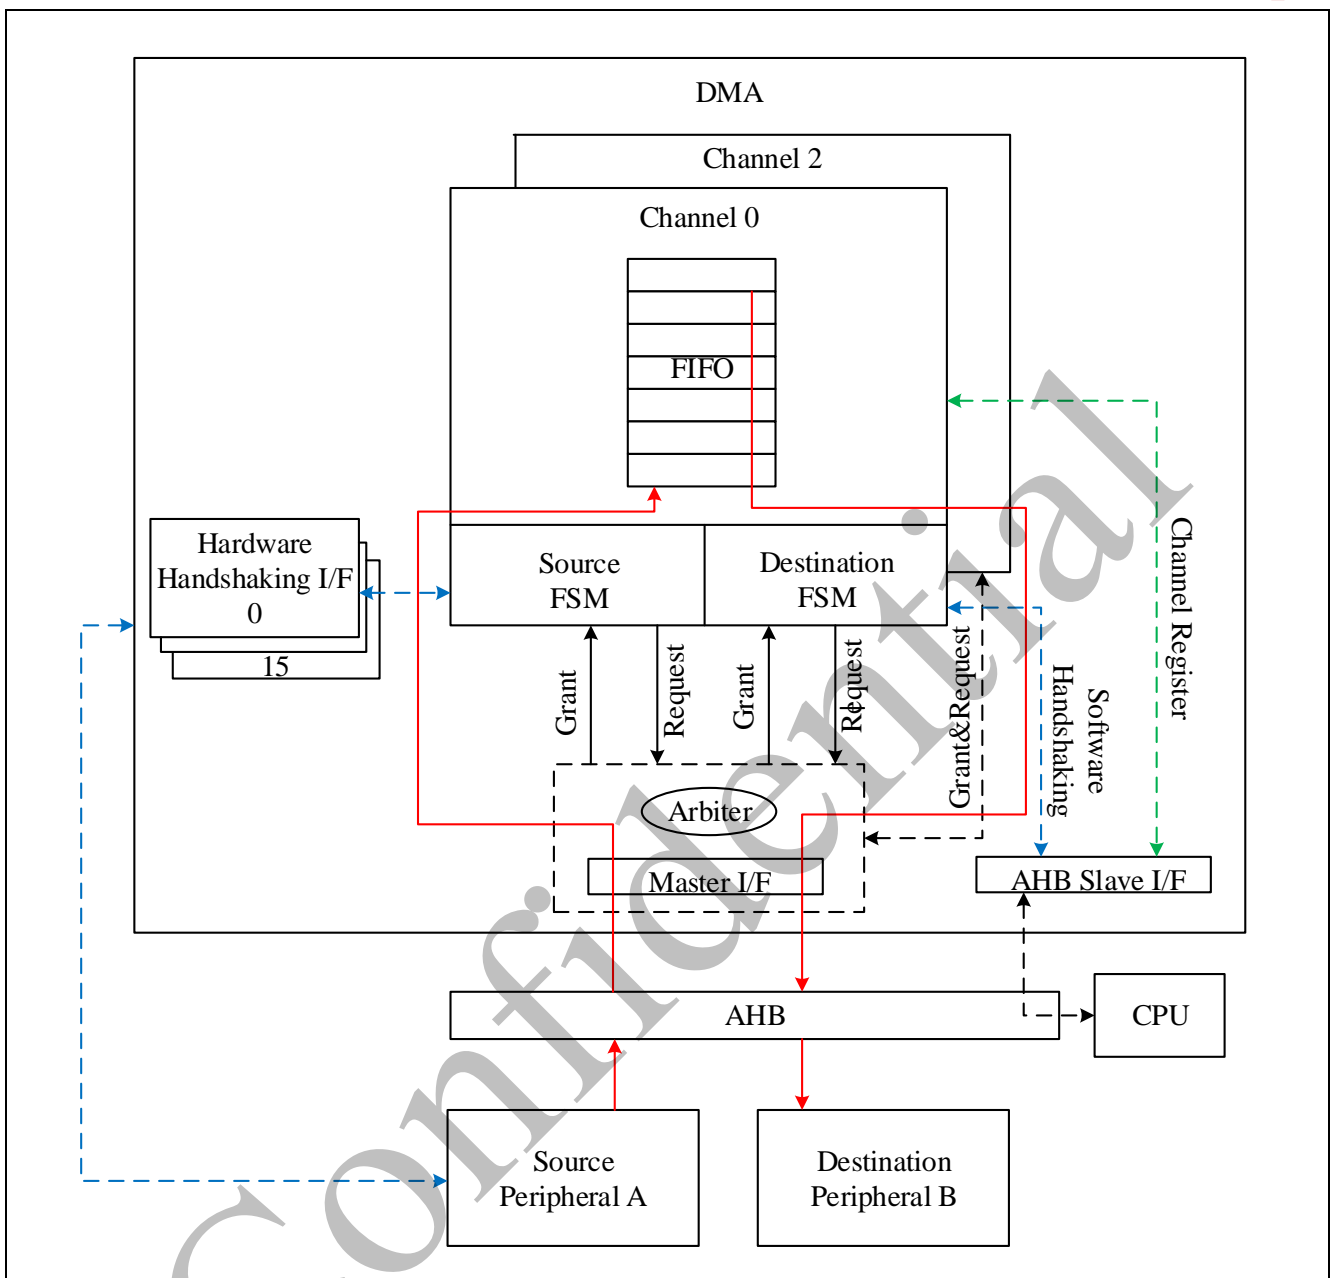 DMA
Channel 2
Channel 0
FIFO
Hardware
Handshaking I/F
0
15
Source
FSM
Destination
FSM
Grant
Request
Grant
Request
Grant&Request
Software
Handshaking
Channel Register
Arbiter
Master I/F
AHB Slave I/F
AHB
CPU
Source
Peripheral A
Destination
Peripheral B
Confidential